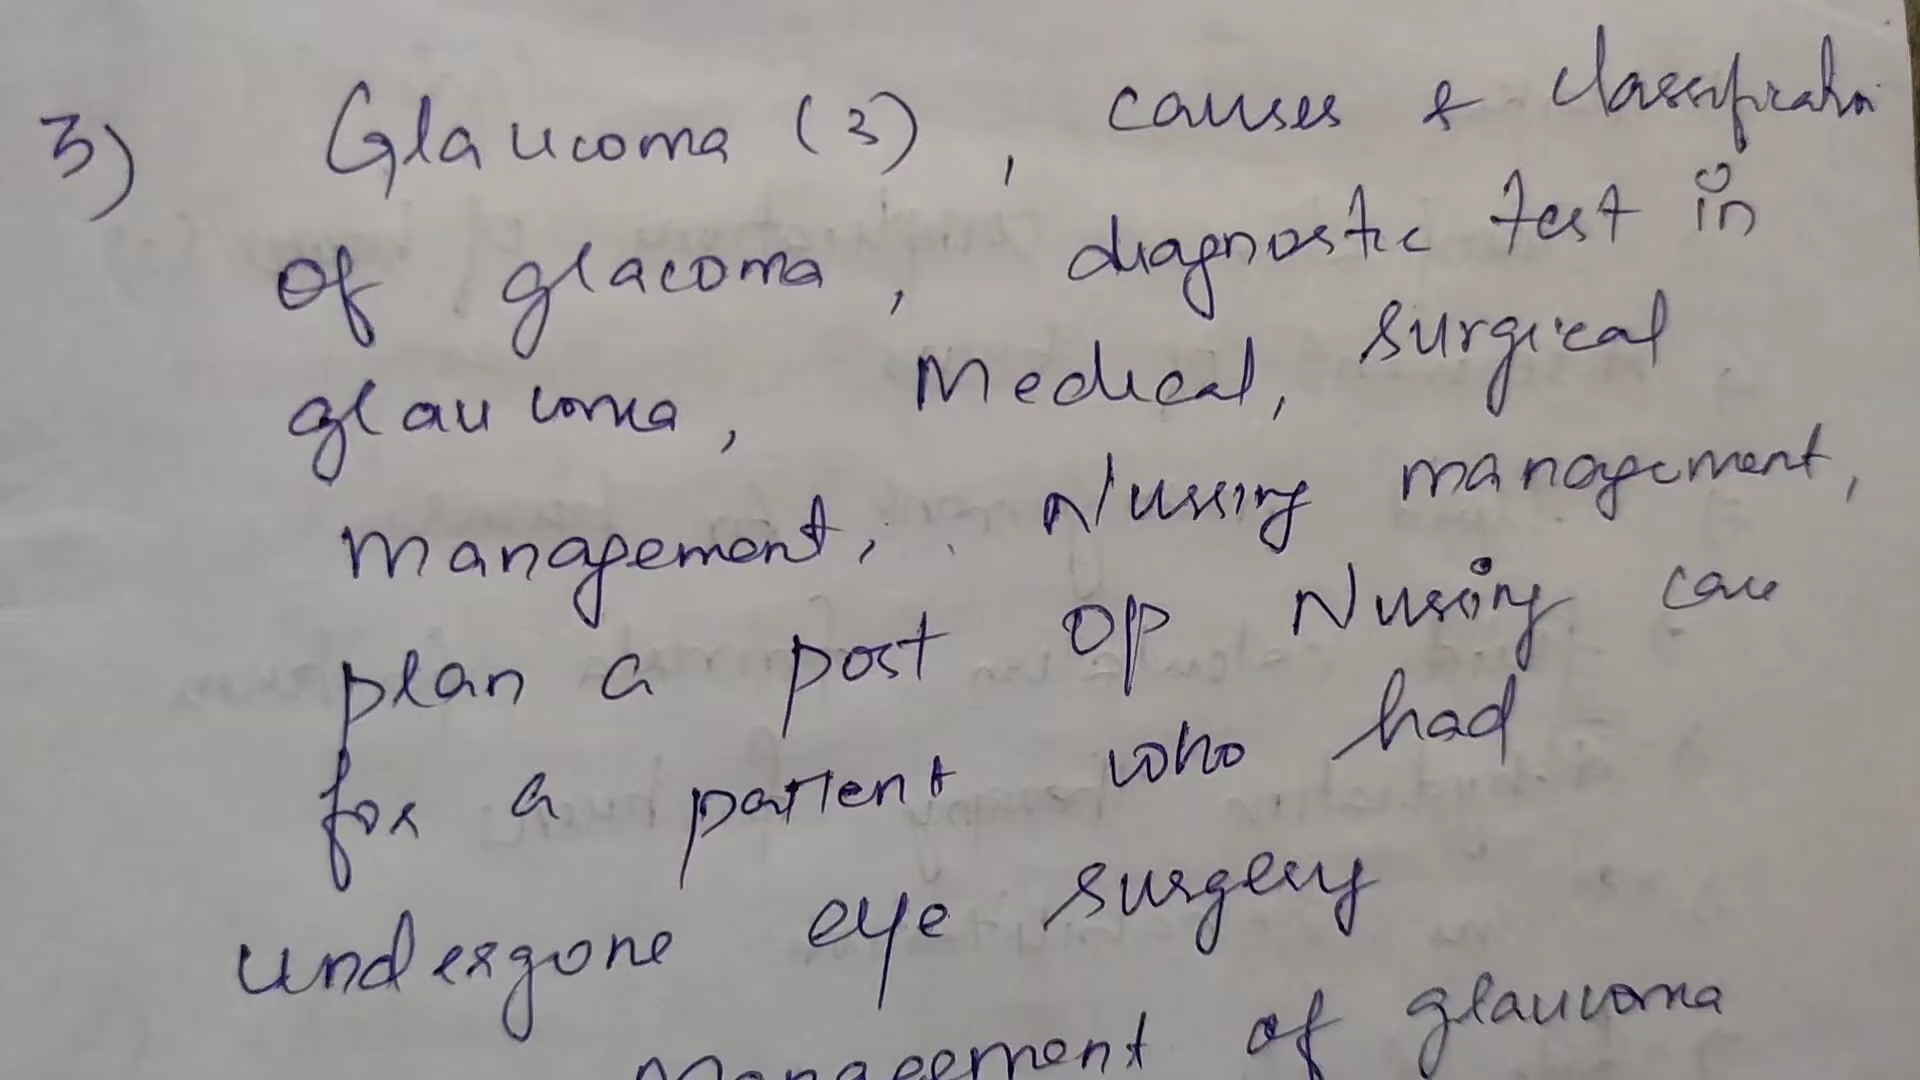 3) Glaucoma (3), causes & classification
of glacoma, diagnostic test in
glaucoma, Medical, surgical
management, Nursing management,
plan a post op Nursing care
for a patient who had
undergone eye surgery
Management of glaucoma